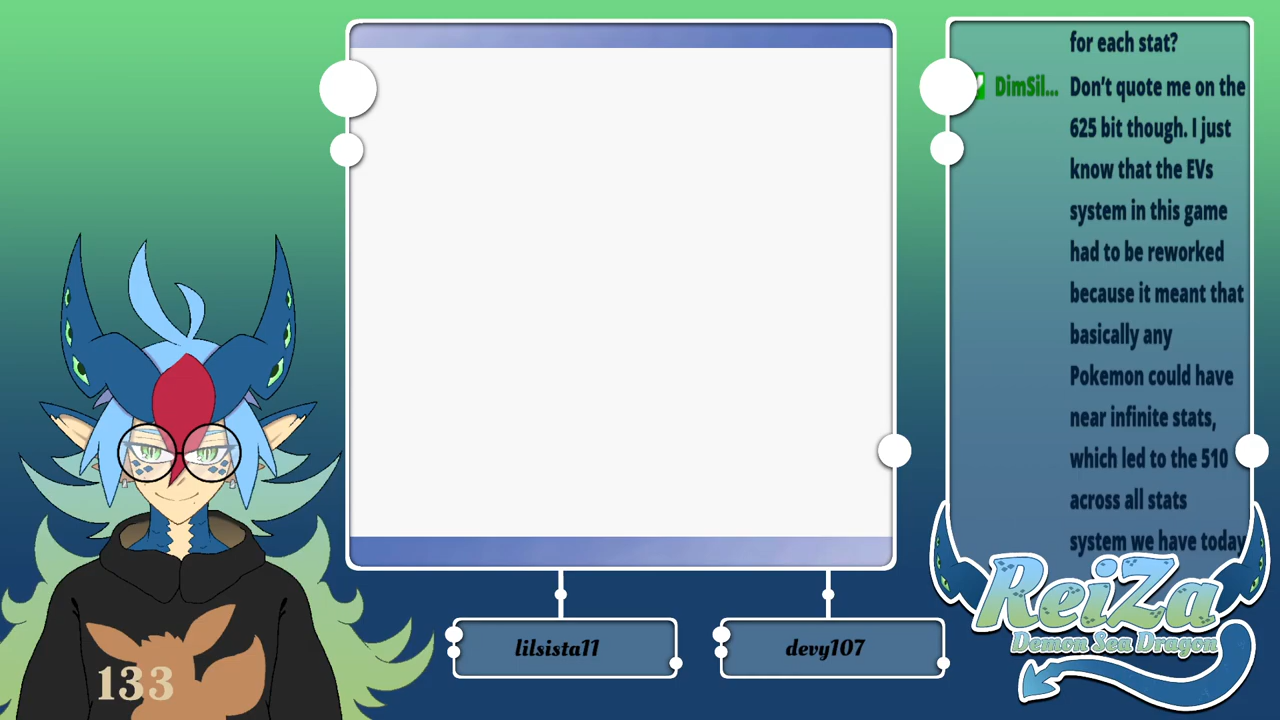 for each stat?
DimSil... Don't quote me on the
625 bit though. I just
know that the EVs
system in this game
had to be reworked
because it meant that
basically any
Pokemon could have
near infinite stats,
which led to the 510
across all stats
system we have today
ReiZa
Demon Sea Dragon
lilsista11
devy107
133